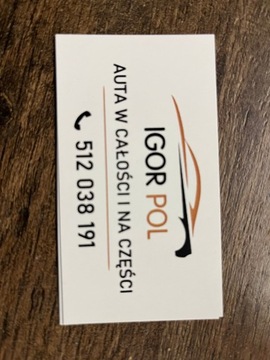 IGOR POL
AUTA W CAŁOŚCI I NA CZĘŚCI
512 038 191